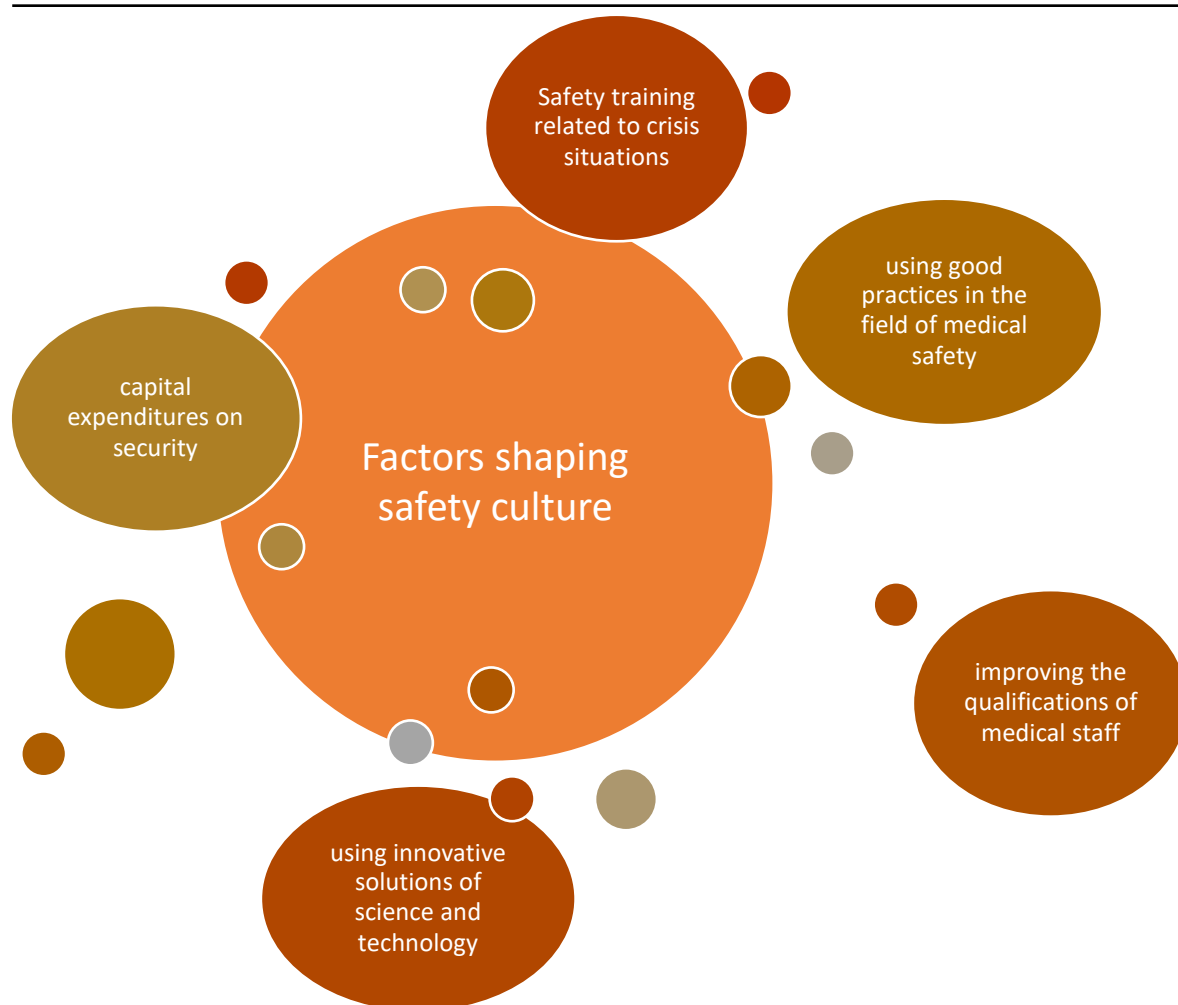 Safety training
related to crisis
situations
using good
practices in the
field of medical
safety
capital
expenditures on
security
Factors shaping
safety culture
improving the
qualifications of
medical staff
using innovative
solutions of
science and
technology